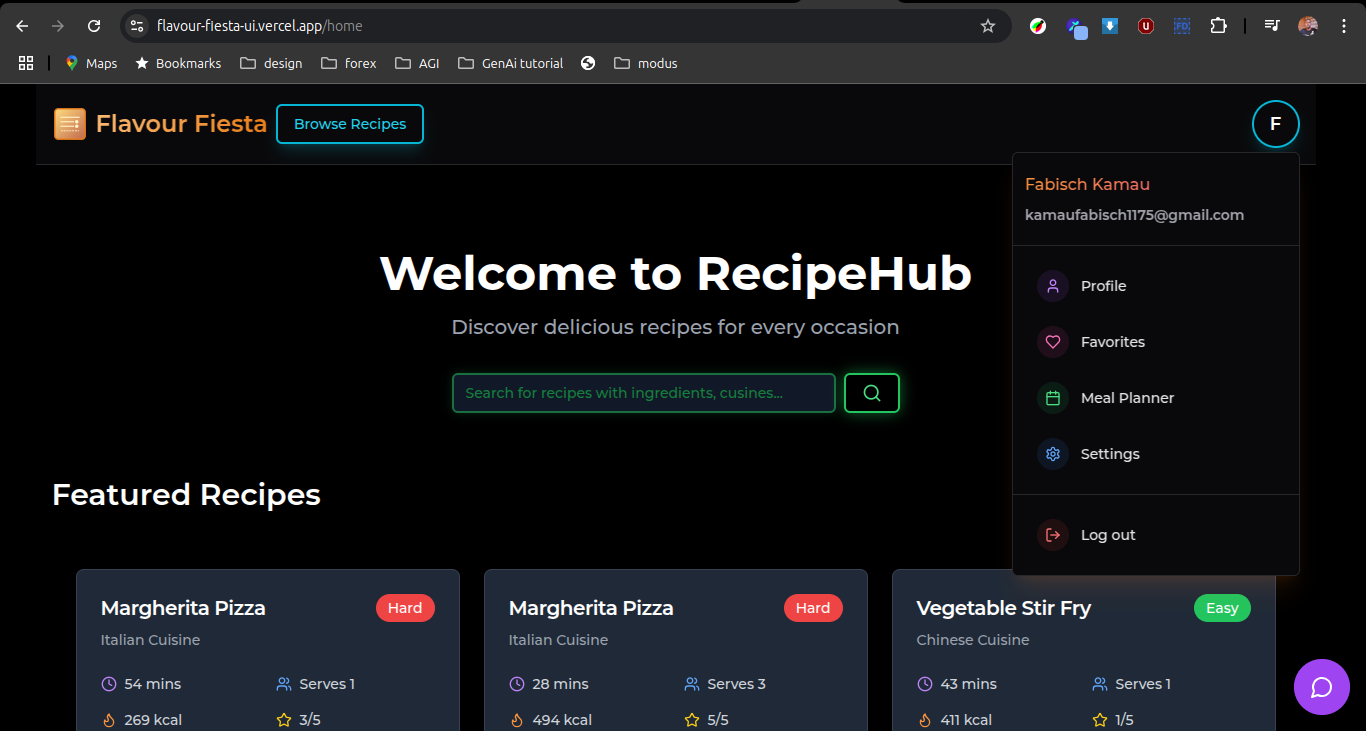 flavour-fiesta-ui.vercel.app/home
Maps
Bookmarks
design
forex
AGI
GenAi tutorial
modus
Flavour Fiesta
Browse Recipes
F
Fabisch Kamau
kamaufabisch1175@gmail.com
Profile
Favorites
Meal Planner
Settings
Log out
Welcome to RecipeHub
Discover delicious recipes for every occasion
Search for recipes with ingredients, cusines...
Featured Recipes
Margherita Pizza Hard
Italian Cuisine
54 mins Serves 1
269 kcal 3/5
Margherita Pizza Hard
Italian Cuisine
28 mins Serves 3
494 kcal 5/5
Vegetable Stir Fry Easy
Chinese Cuisine
43 mins Serves 1
411 kcal 1/5